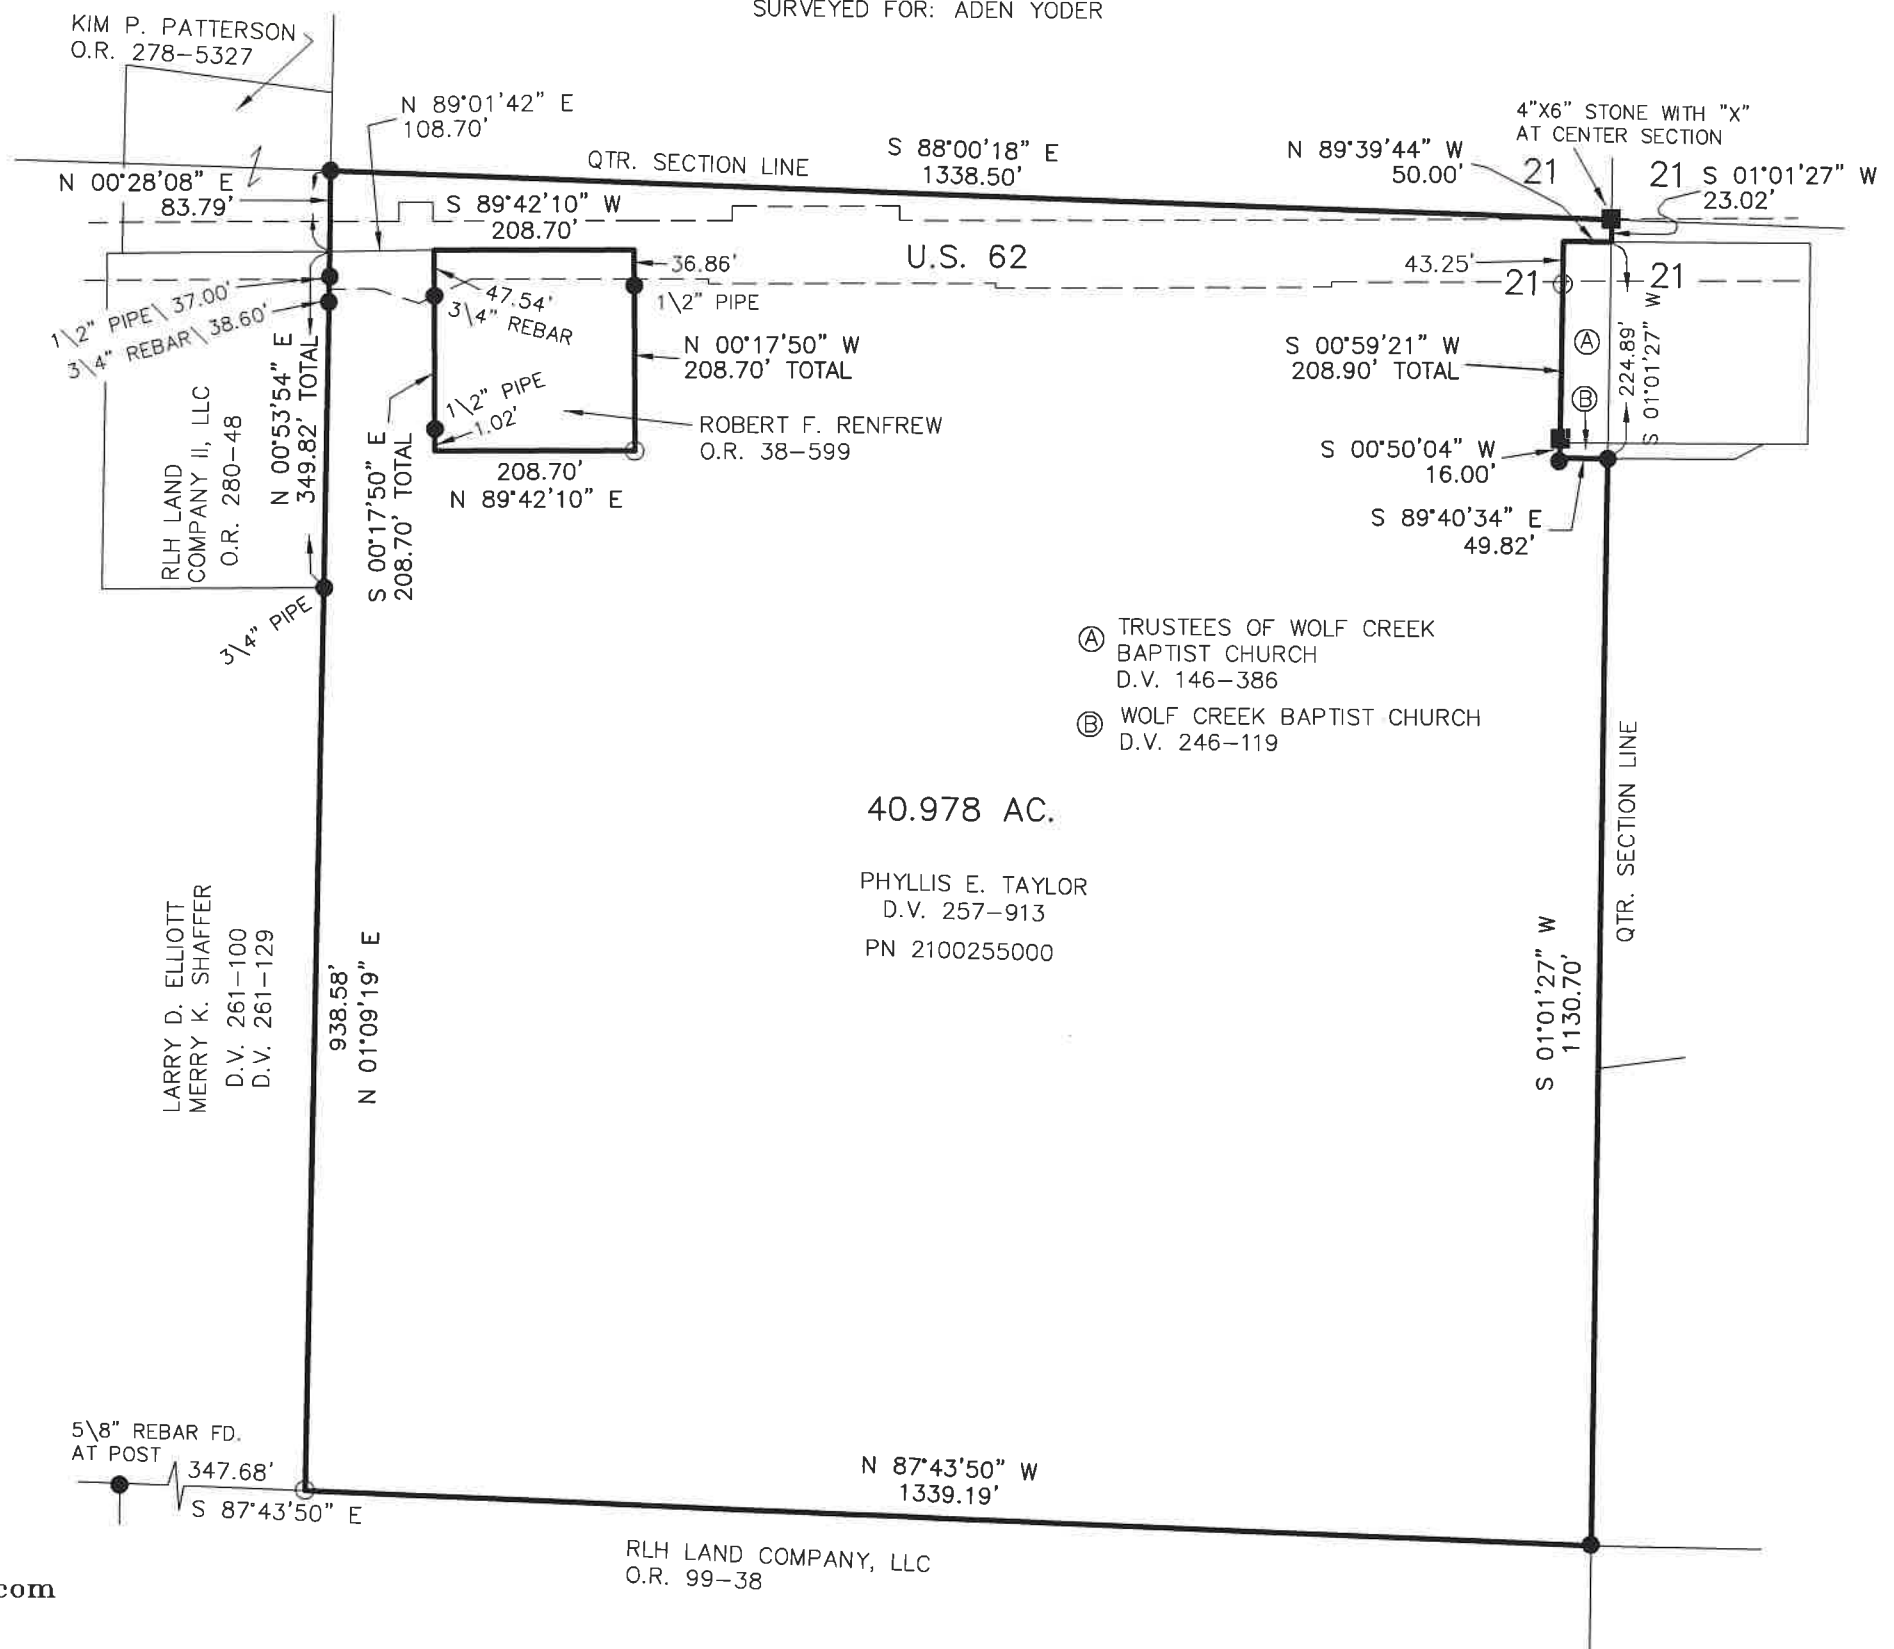 SURVEYED FOR: ADEN YODER
KIM P. PATTERSON
O.R. 278-5327
N 89°01'42" E
108.70'
QTR. SECTION LINE
S 88°00'18" E
1338.50'
N 89°39'44" W
50.00'
4"X6" STONE WITH "X"
AT CENTER SECTION
21
21
S 01°01'27" W
23.02'
N 00°28'08" E
83.79'
S 89°42'10" W
208.70'
U.S. 62
36.86'
43.25'
21
21
1\2" PIPE\ 37.00'
3\4" REBAR\ 38.60'
47.54'
3\4" REBAR
1\2" PIPE
N 00°17'50" W
208.70' TOTAL
S 00°59'21" W
208.90' TOTAL
A
B
224.89'
S 01°01'27" W
N 00°53'54" E
349.82' TOTAL
RLH LAND
COMPANY II, LLC
O.R. 280-48
S 00°17'50" E
208.70' TOTAL
1\2" PIPE
1.02'
ROBERT F. RENFREW
O.R. 38-599
208.70'
N 89°42'10" E
S 00°50'04" W
16.00'
S 89°40'34" E
49.82'
3\4" PIPE
A TRUSTEES OF WOLF CREEK
BAPTIST CHURCH
D.V. 146-386
B WOLF CREEK BAPTIST CHURCH
D.V. 246-119
40.978 AC.
PHYLLIS E. TAYLOR
D.V. 257-913
PN 2100255000
QTR. SECTION LINE
LARRY D. ELLIOTT
MERRY K. SHAFFER
D.V. 261-100
D.V. 261-129
938.58'
N 01°09'19" E
S 01°01'27" W
1130.70'
5\8" REBAR FD.
AT POST
347.68'
S 87°43'50" E
N 87°43'50" W
1339.19'
RLH LAND COMPANY, LLC
O.R. 99-38
com